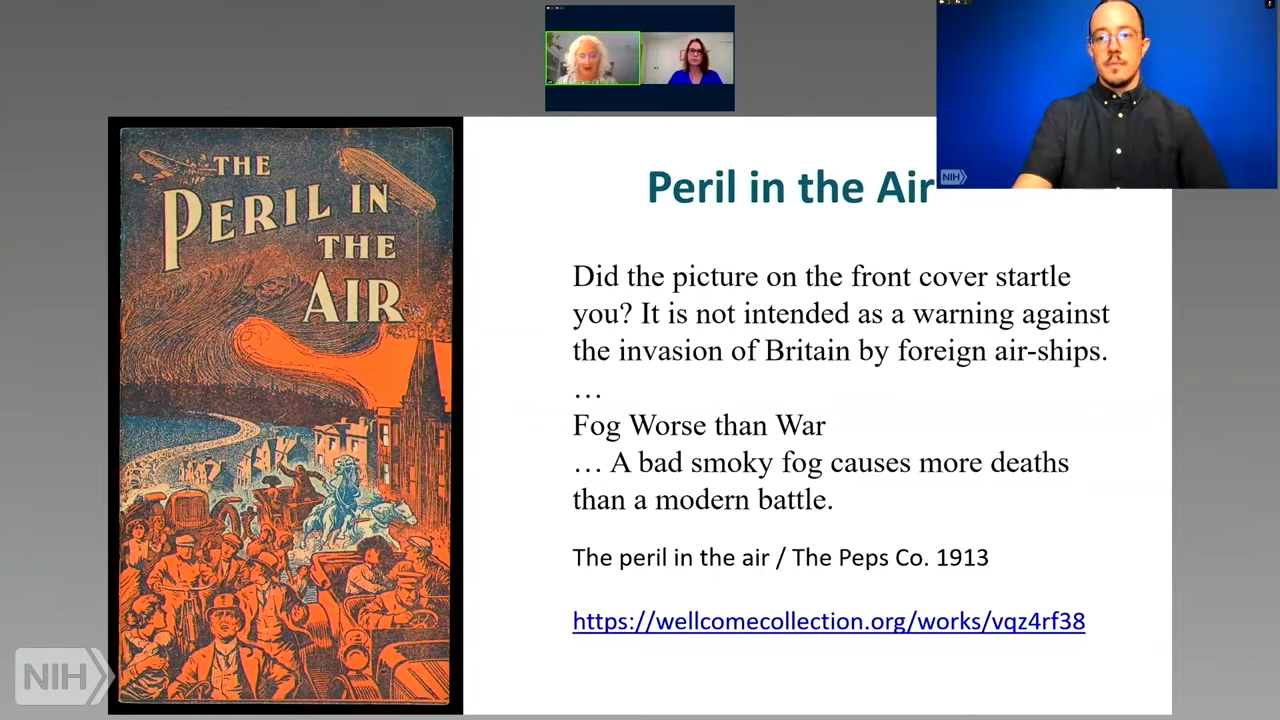 NIH
THE
PERIL IN
THE
AIR
Peril in the Air
Did the picture on the front cover startle
you? It is not intended as a warning against
the invasion of Britain by foreign air-ships.
…
Fog Worse than War
… A bad smoky fog causes more deaths
than a modern battle.
The peril in the air / The Peps Co. 1913
https://wellcomecollection.org/works/vqz4rf38
NIH